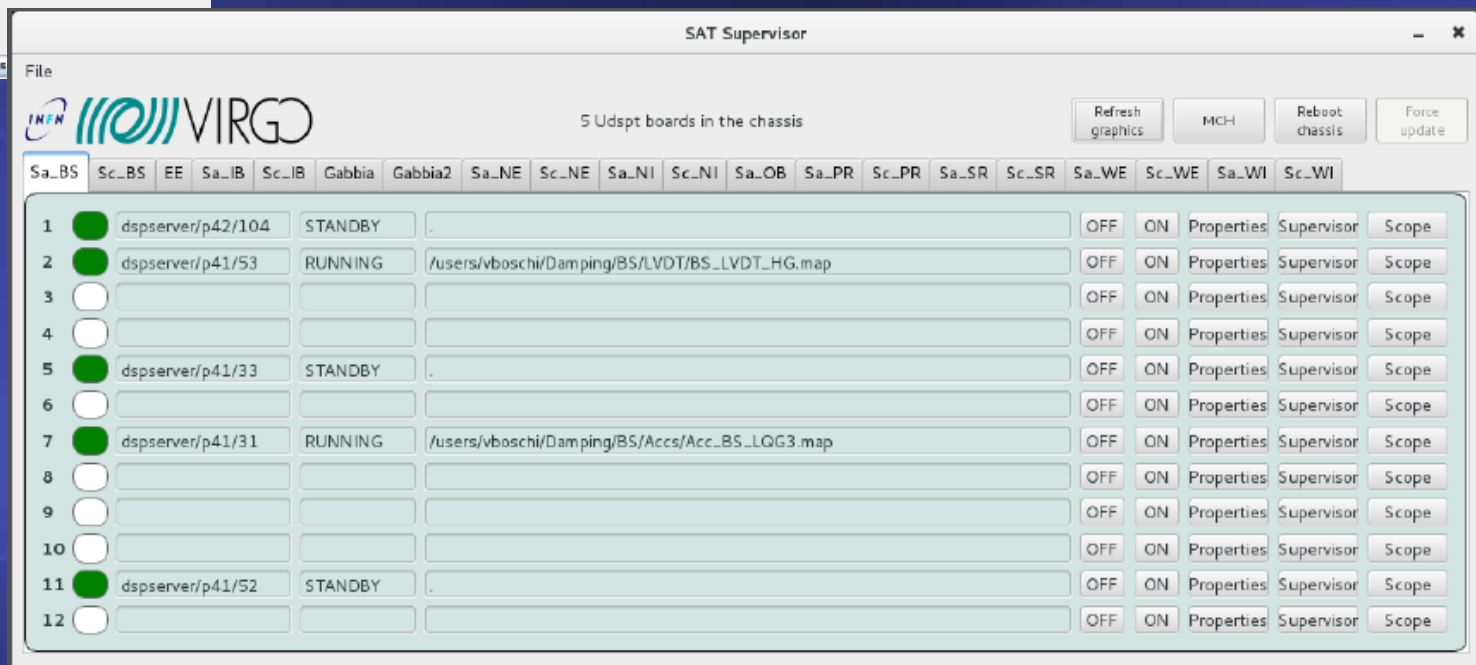 SAT Supervisor
File
INFN VIRGO
5 Udspt boards in the chassis
Refresh graphics MCH Reboot chassis Force update
Sa_BS Sc_BS EE Sa_IB Sc_IB Gabbia Gabbia2 Sa_NE Sc_NE Sa_NI Sc_NI Sa_OB Sa_PR Sc_PR Sa_SR Sc_SR Sa_WE Sc_WE Sa_WI Sc_WI
1 dspserver/p42/104 STANDBY . OFF ON Properties Supervisor Scope
2 dspserver/p41/53 RUNNING /users/vboschi/Damping/BS/LVDT/BS_LVDT_HG.map OFF ON Properties Supervisor Scope
3 OFF ON Properties Supervisor Scope
4 OFF ON Properties Supervisor Scope
5 dspserver/p41/33 STANDBY . OFF ON Properties Supervisor Scope
6 OFF ON Properties Supervisor Scope
7 dspserver/p41/31 RUNNING /users/vboschi/Damping/BS/Accs/Acc_BS_LQG3.map OFF ON Properties Supervisor Scope
8 OFF ON Properties Supervisor Scope
9 OFF ON Properties Supervisor Scope
10 OFF ON Properties Supervisor Scope
11 dspserver/p41/52 STANDBY . OFF ON Properties Supervisor Scope
12 OFF ON Properties Supervisor Scope